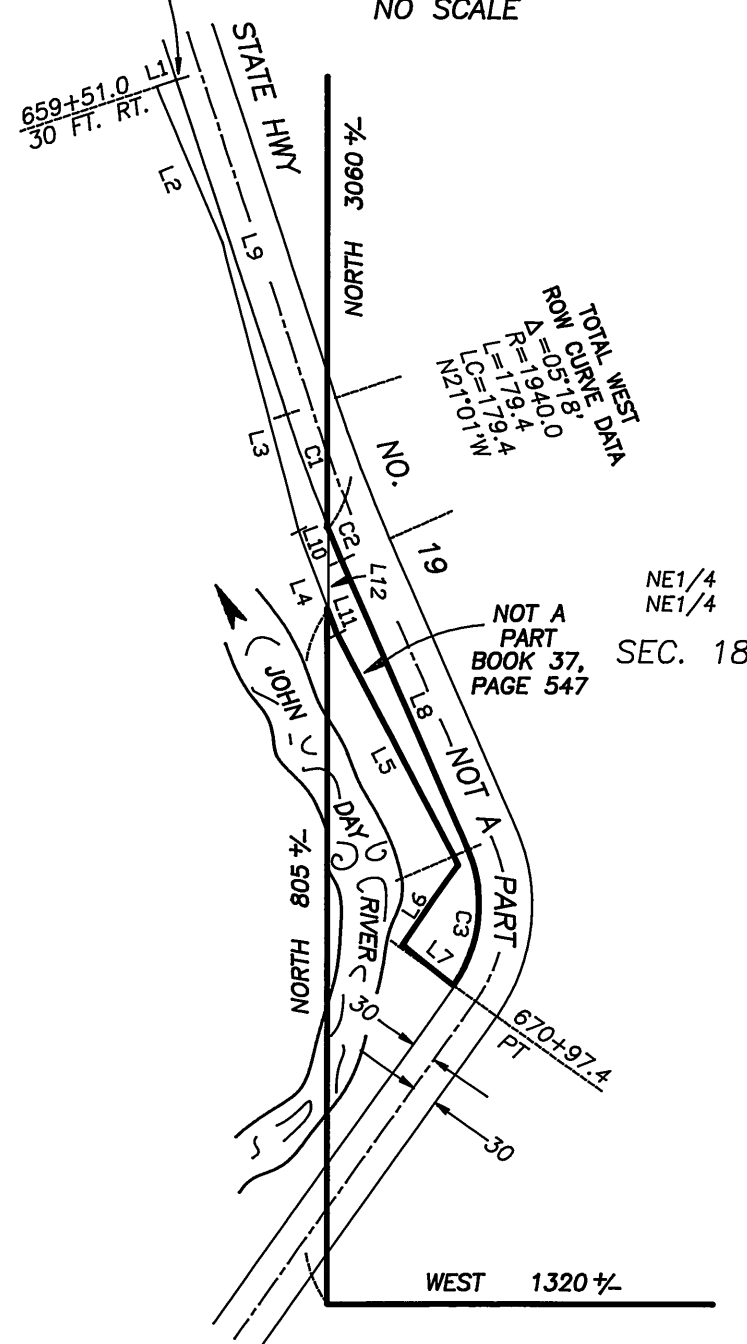 NO SCALE
STATE HWY
L1
659+51.0
30 FT. RT.
L2
L9
NORTH 3060 +/-
TOTAL WEST
ROW CURVE DATA
Δ=05°18'
R=1940.0
L=179.4
LC=179.4
N21°01'W
L3
C1
NO.
19
L10
C2
L12
L4
L11
NE1/4
NE1/4
SEC. 18
NOT A
PART
BOOK 37,
PAGE 547
JOHN
DAY
RIVER
L5
L8
NOT A PART
L6
C3
L7
NORTH 805 +/-
30
670+97.4
PT
30
WEST 1320 +/-